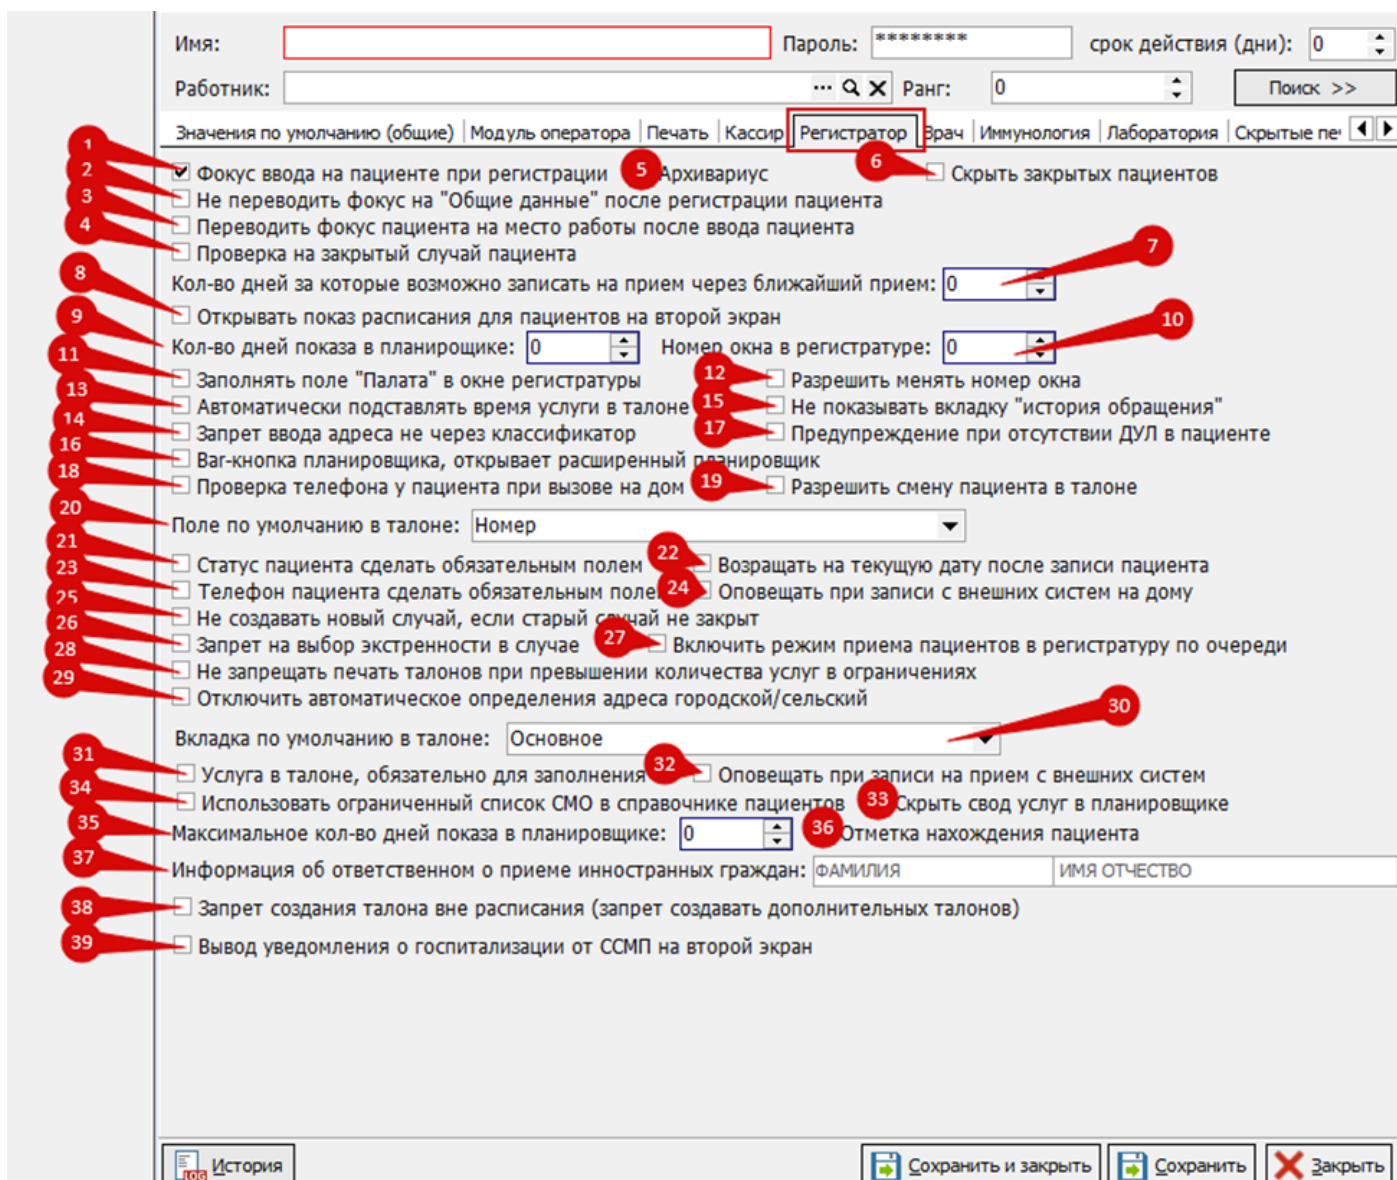 Имя: Пароль: ******** срок действия (дни): 0
Работник: ... Ранг: 0 Поиск >>
Значения по умолчанию (общие) Модуль оператора Печать Кассир Регистратор Врач Иммунология Лаборатория Скрытые
1 Фокус ввода на пациенте при регистрации 5 Архивариус 6 Скрыть закрытых пациентов
2 Не переводить фокус на "Общие данные" после регистрации пациента
3 Переводить фокус пациента на место работы после ввода пациента
4 Проверка на закрытый случай пациента
Кол-во дней за которые возможно записать на прием через ближайший прием: 0 7
8 Открывать показ расписания для пациентов на второй экран
9 Кол-во дней показа в планирощике: 0 Номер окна в регистратуре: 0 10
11 Заполнять поле "Палата" в окне регистратуры 12 Разрешить менять номер окна
13 Автоматически подставлять время услуги в талоне 15 Не показывать вкладку "история обращения"
14 Запрет ввода адреса не через классификатор 17 Предупреждение при отсутствии ДУЛ в пациенте
16 Bar-кнопка планировщика, открывает расширенный планировщик
18 Проверка телефона у пациента при вызове на дом 19 Разрешить смену пациента в талоне
20 Поле по умолчанию в талоне: Номер
21 Статус пациента сделать обязательным полем 22 Возращать на текущую дату после записи пациента
23 Телефон пациента сделать обязательным полем 24 Оповещать при записи с внешних систем на дому
25 Не создавать новый случай, если старый случай не закрыт
26 Запрет на выбор экстренности в случае 27 Включить режим приема пациентов в регистратуру по очереди
28 Не запрещать печать талонов при превышении количества услуг в ограничениях
29 Отключить автоматическое определения адреса городской/сельский
Вкладка по умолчанию в талоне: Основное 30
31 Услуга в талоне, обязательно для заполнения 32 Оповещать при записи на прием с внешних систем
34 Использовать ограниченный список СМО в справочнике пациентов 33 Скрыть свод услуг в планировщике
35 Максимальное кол-во дней показа в планировщике: 0 36 Отметка нахождения пациента
37 Информация об ответственном о приеме инностранных граждан: ФАМИЛИЯ ИМЯ ОТЧЕСТВО
38 Запрет создания талона вне расписания (запрет создавать дополнительных талонов)
39 Вывод уведомления о госпитализации от ССМП на второй экран
LOG История Сохранить и закрыть Сохранить Закрыть